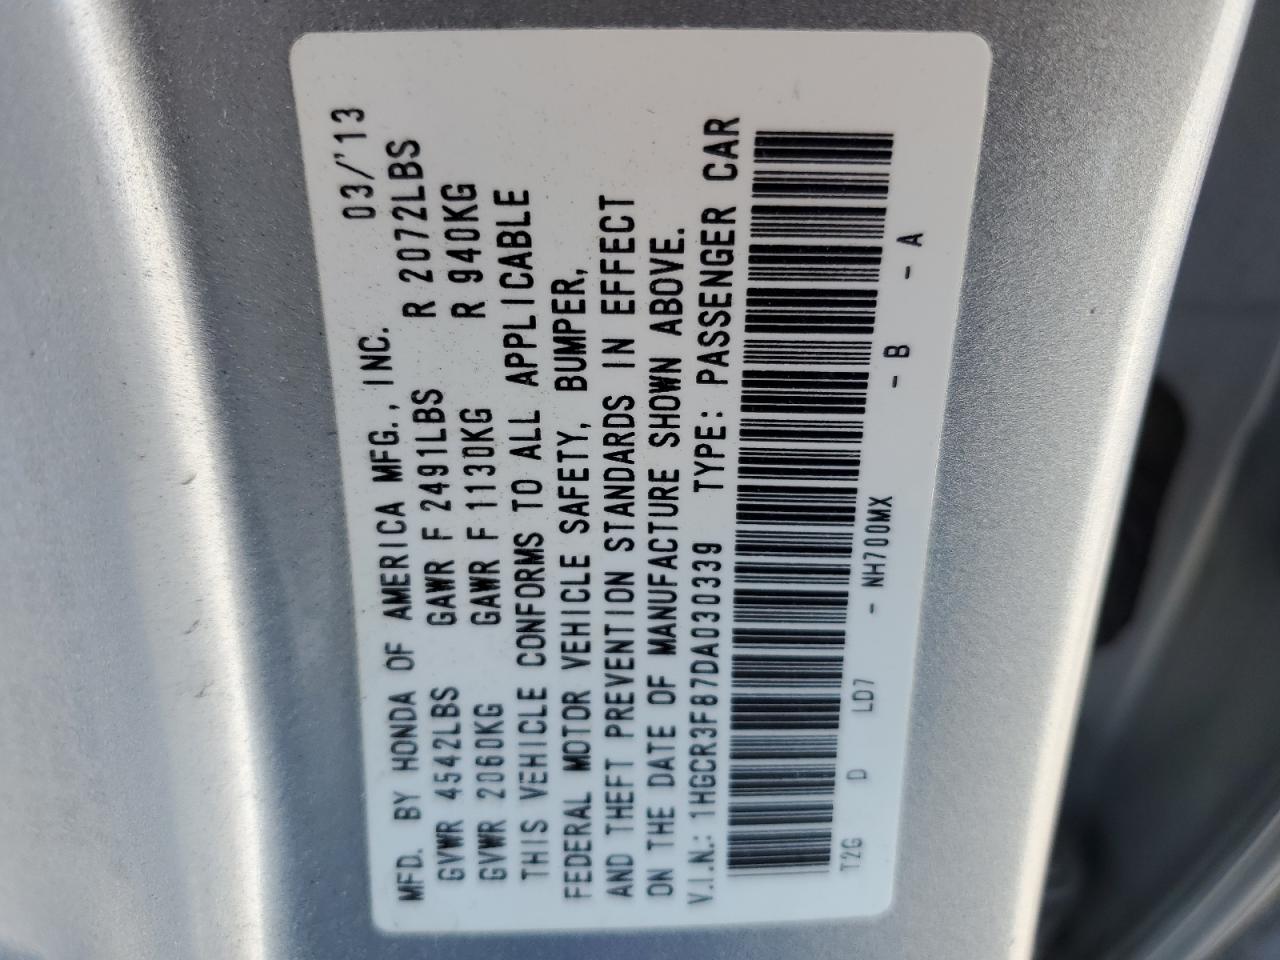 MFD. BY HONDA OF AMERICA MFG., INC. 03/'13
GVWR 4542LBS GAWR F 2491LBS R 2072LBS
GVWR 2060KG GAWR F 1130KG R 940KG
THIS VEHICLE CONFORMS TO ALL APPLICABLE
FEDERAL MOTOR VEHICLE SAFETY, BUMPER,
AND THEFT PREVENTION STANDARDS IN EFFECT
ON THE DATE OF MANUFACTURE SHOWN ABOVE.
V.I.N.: 1HGCR3F87DA030339 TYPE: PASSENGER CAR
T2G D LD7 - NH700MX - B - A